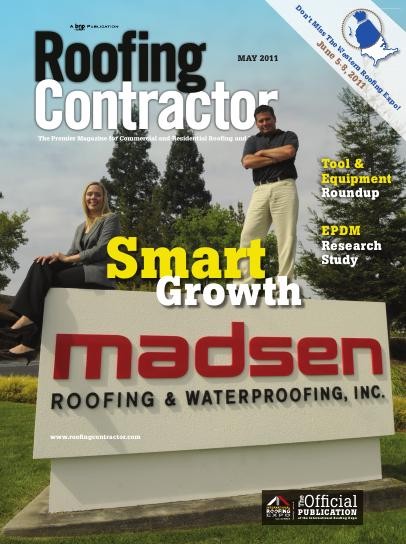 A bnp PUBLICATION
Roofing
Contractor
MAY 2011
The Premier Magazine for Commercial and Residential Roofing and
Don't Miss The Western Roofing Expo!
June 5-8, 2011
Tool &
Equipment
Roundup
EPDM
Research
Study
Smart
Growth
madsen
ROOFING & WATERPROOFING, INC.
www.roofingcontractor.com
ROOFING
EXPO
The Official
PUBLICATION
of the International Roofing Expo